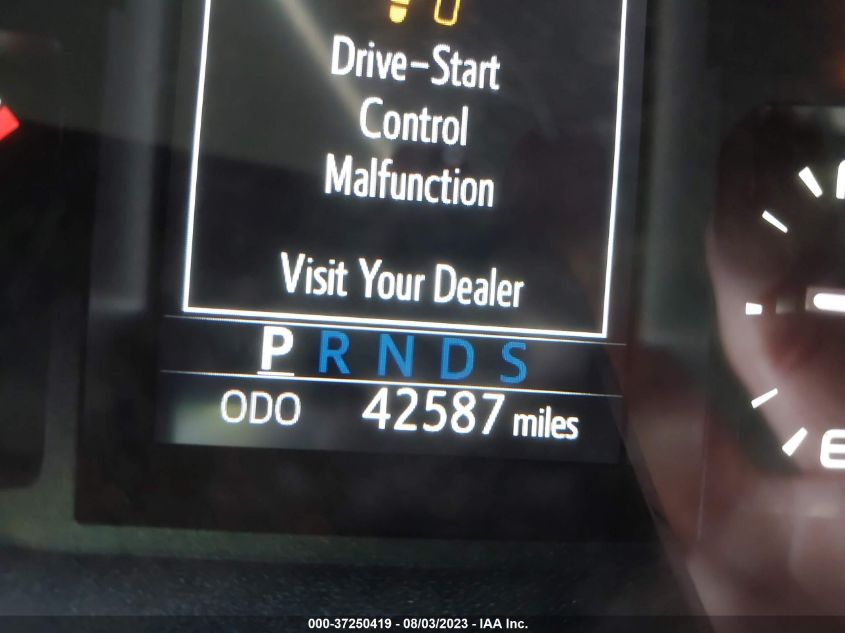 Drive-Start
Control
Malfunction
Visit Your Dealer
P R N D S
ODO 42587 miles
E
000-37250419 - 08/03/2023 - IAA Inc.